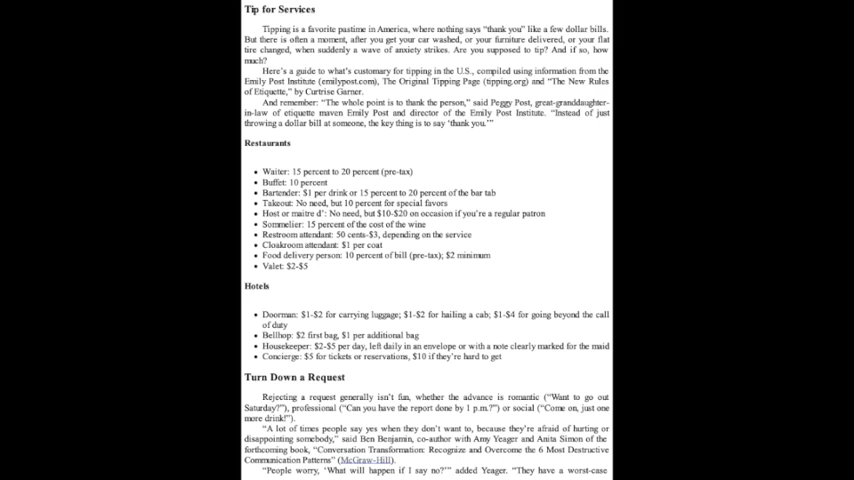 Tip for Services
Tipping is a favorite pastime in America, where nothing says “thank you” like a few dollar bills.
But there is often a moment, after you get your car washed, or your furniture delivered, or your flat
tire changed, when suddenly a wave of anxiety strikes. Are you supposed to tip? And if so, how
much?
Here’s a guide to what’s customary for tipping in the U.S., compiled using information from the
Emily Post Institute (emilypost.com), The Original Tipping Page (tipping.org) and “The New Rules
of Etiquette,” by Curtrise Garner.
And remember: “The whole point is to thank the person,” said Peggy Post, great-granddaughter-
in-law of etiquette maven Emily Post and director of the Emily Post Institute. “Instead of just
throwing a dollar bill at someone, the key thing is to say ‘thank you.’”
Restaurants
• Waiter: 15 percent to 20 percent (pre-tax)
• Buffet: 10 percent
• Bartender: $1 per drink or 15 percent to 20 percent of the bar tab
• Takeout: No need, but 10 percent for special favors
• Host or maitre d’: No need, but $10-$20 on occasion if you’re a regular patron
• Sommelier: 15 percent of the cost of the wine
• Restroom attendant: 50 cents-$3, depending on the service
• Cloakroom attendant: $1 per coat
• Food delivery person: 10 percent of bill (pre-tax); $2 minimum
• Valet: $2-$5
Hotels
• Doorman: $1-$2 for carrying luggage; $1-$2 for hailing a cab; $1-$4 for going beyond the call
of duty
• Bellhop: $2 first bag, $1 per additional bag
• Housekeeper: $2-$5 per day, left daily in an envelope or with a note clearly marked for the maid
• Concierge: $5 for tickets or reservations, $10 if they’re hard to get
Turn Down a Request
Rejecting a request generally isn’t fun, whether the advance is romantic (“Want to go out
Saturday?”), professional (“Can you have the report done by 1 p.m.?”) or social (“Come on, just one
more drink!”).
“A lot of times people say yes when they don’t want to, because they’re afraid of hurting or
disappointing somebody,” said Ben Benjamin, co-author with Amy Yeager and Anita Simon of the
forthcoming book, “Conversation Transformation: Recognize and Overcome the 6 Most Destructive
Communication Patterns” (McGraw-Hill).
“People worry, ‘What will happen if I say no?’” added Yeager. “They have a worst-case